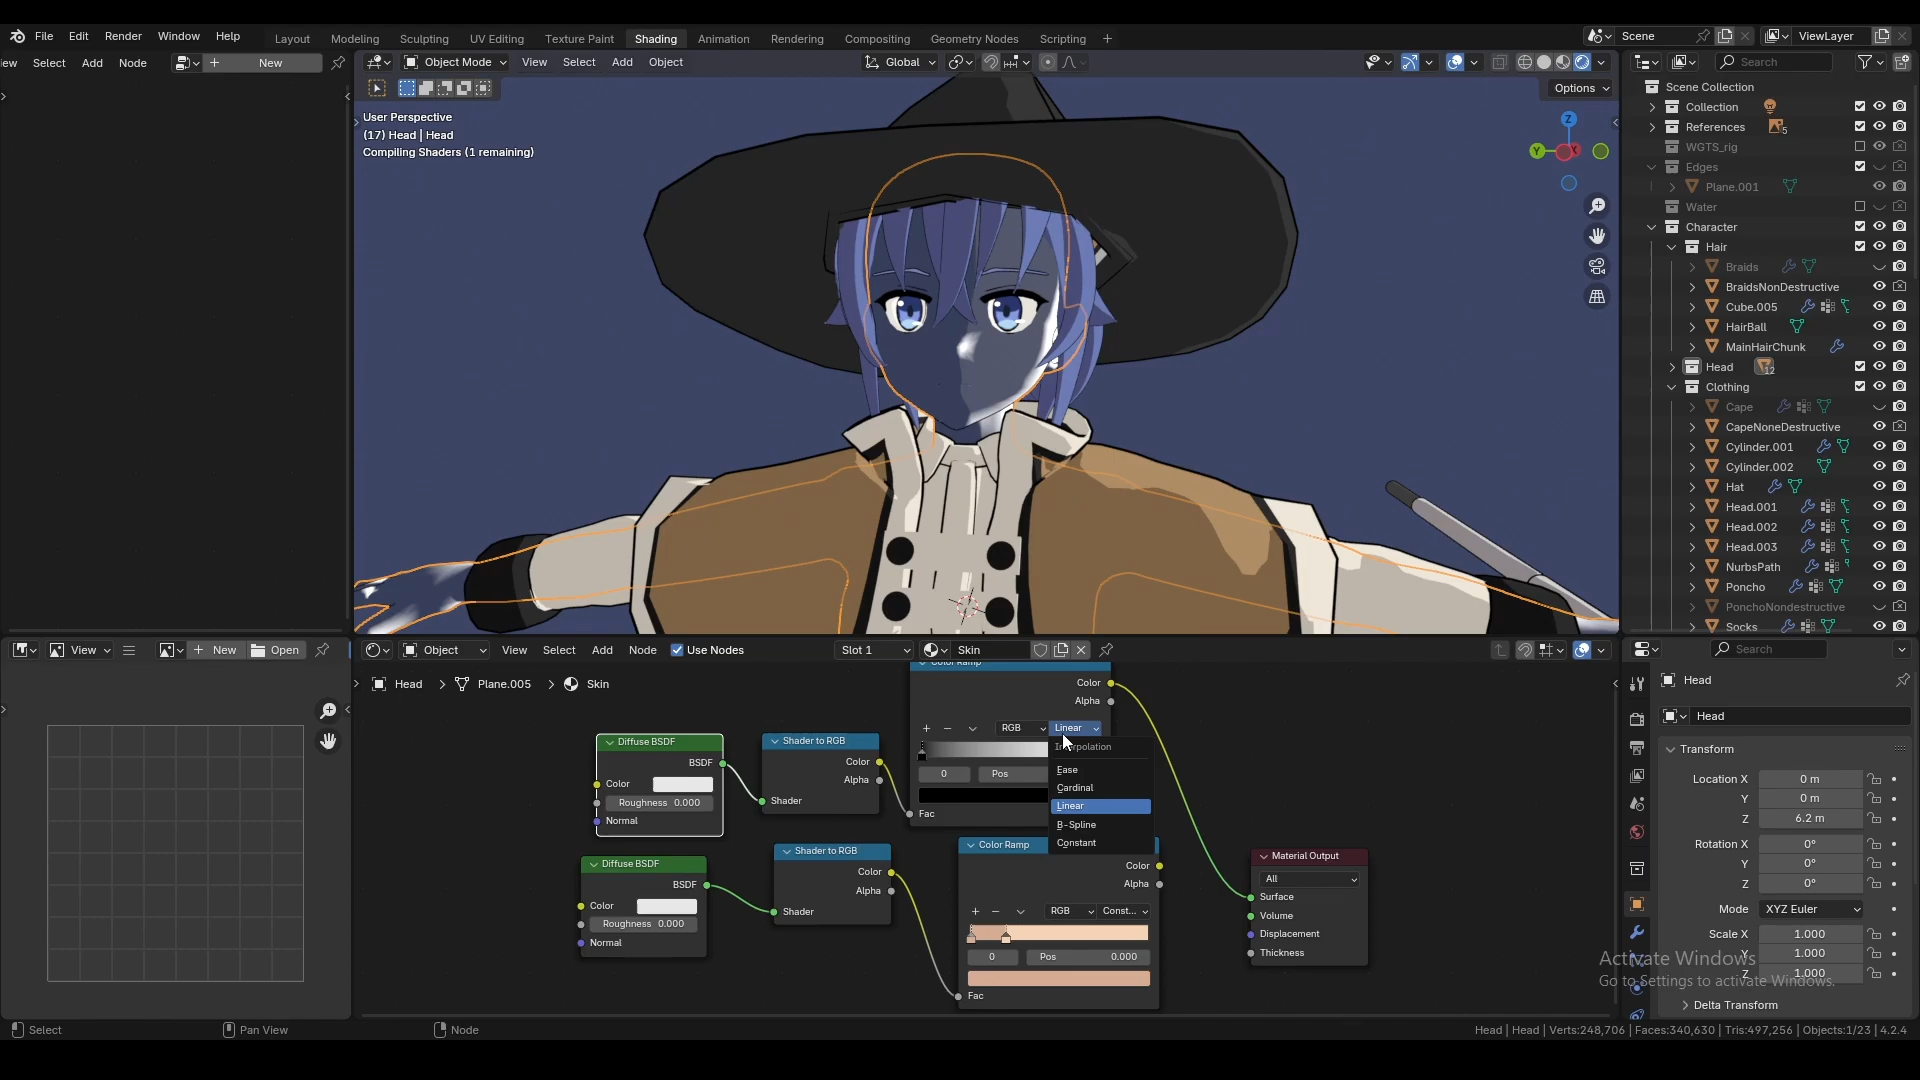 File Edit Render Window Help Layout Modeling Sculpting UV Editing Texture Paint Shading Animation Rendering Compositing Geometry Nodes Scripting + Scene ViewLayer
ew Select Add Node + New Object Mode View Select Add Object Global Search
Options
User Perspective
(17) Head | Head
Compiling Shaders (1 remaining)
Z
Y
X
Scene Collection
Collection
References 5
WGTS_rig
Edges
Plane.001
Water
Character
Hair
Braids
BraidsNonDestructive
Cube.005
HairBall
MainHairChunk
Head 12
Clothing
Cape
CapeNoneDestructive
Cylinder.001
Cylinder.002
Hat
Head.001
Head.002
Head.003
NurbsPath
Poncho
PonchoNondestructive
Socks
View + New Open
Object View Select Add Node Use Nodes Slot 1 Skin
Head > Plane.005 > Skin
Color Ramp
Color
Alpha
RGB Linear
Interpolation
Ease
Cardinal
Linear
B-Spline
Constant
0 Pos
Fac
Diffuse BSDF
BSDF
Color
Roughness 0.000
Normal
Shader to RGB
Color
Alpha
Shader
Diffuse BSDF
BSDF
Color
Roughness 0.000
Normal
Shader to RGB
Color
Alpha
Shader
Color Ramp
Color
Alpha
RGB Const...
0 Pos 0.000
Fac
Material Output
All
Surface
Volume
Displacement
Thickness
Search
Head
Head
Transform
Location X 0 m
Y 0 m
Z 6.2 m
Rotation X 0°
Y 0°
Z 0°
Mode XYZ Euler
Scale X 1.000
Y 1.000
Z 1.000
Delta Transform
Activate Windows
Go to Settings to activate Windows.
Select Pan View Node Head | Head | Verts:248,706 | Faces:340,630 | Tris:497,256 | Objects:1/23 | 4.2.4